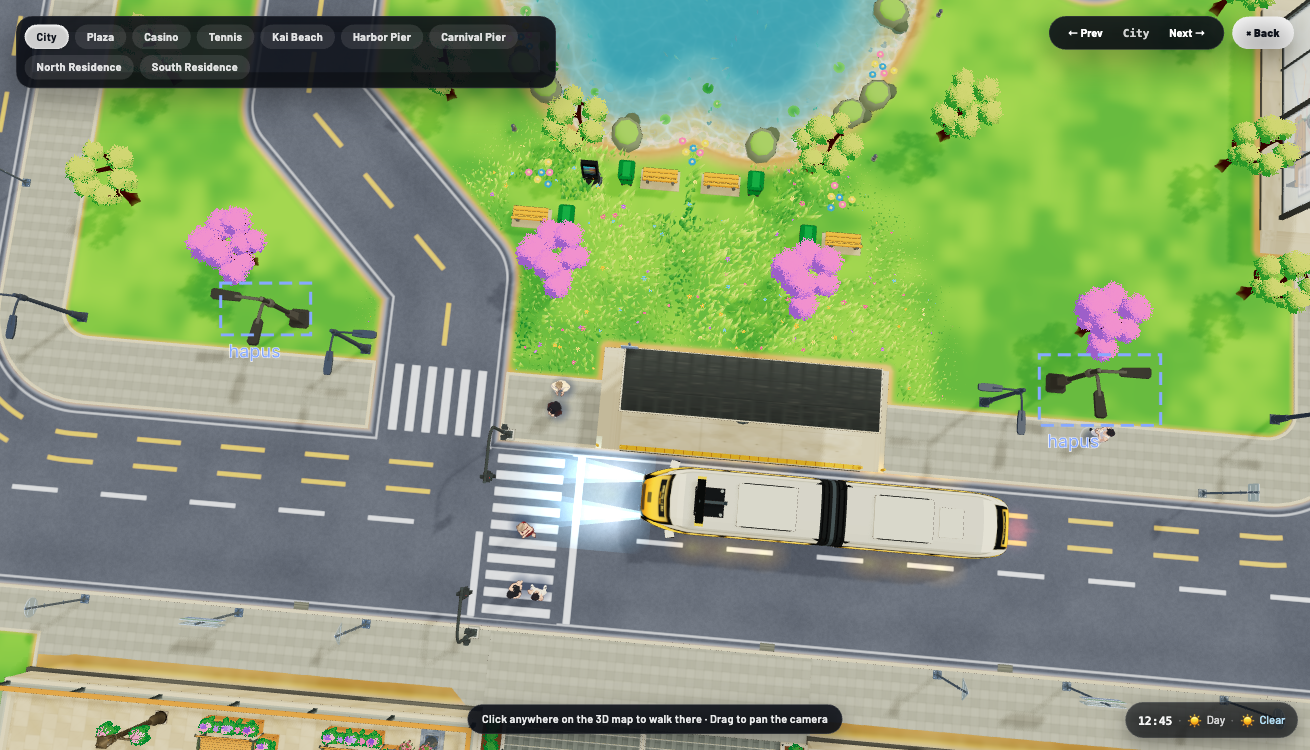 City Plaza Casino Tennis Kai Beach Harbor Pier Carnival Pier
North Residence South Residence
← Prev City Next → × Back
hapus
hapus
Click anywhere on the 3D map to walk there · Drag to pan the camera
12:45 · ☀️ Day · ☀️ Clear